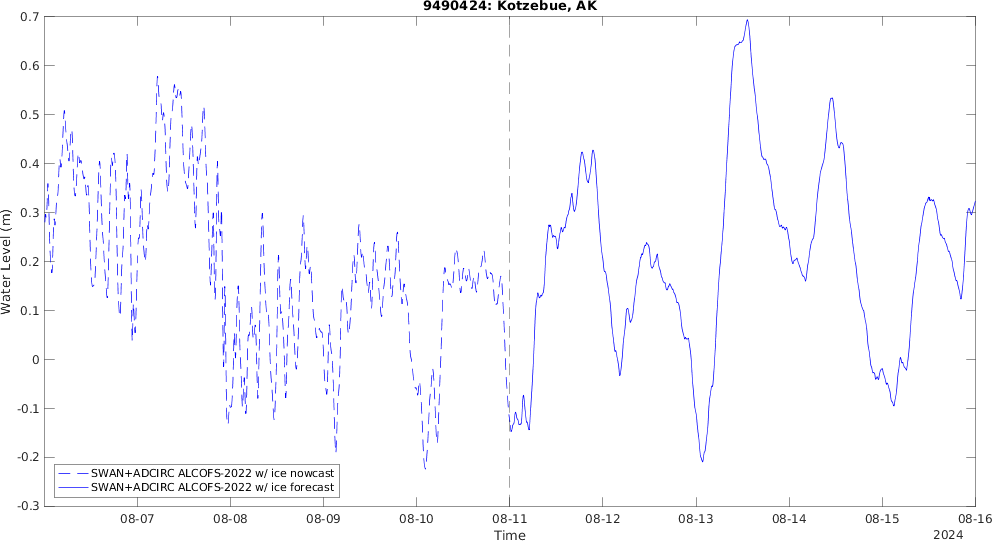 9490424: Kotzebue, AK
0.7
0.6
0.5
0.4
0.3
0.2
0.1
0
-0.1
-0.2
-0.3
Water Level (m)
SWAN+ADCIRC ALCOFS-2022 w/ ice nowcast
SWAN+ADCIRC ALCOFS-2022 w/ ice forecast
08-07 08-08 08-09 08-10 08-11 08-12 08-13 08-14 08-15 08-16
Time
2024